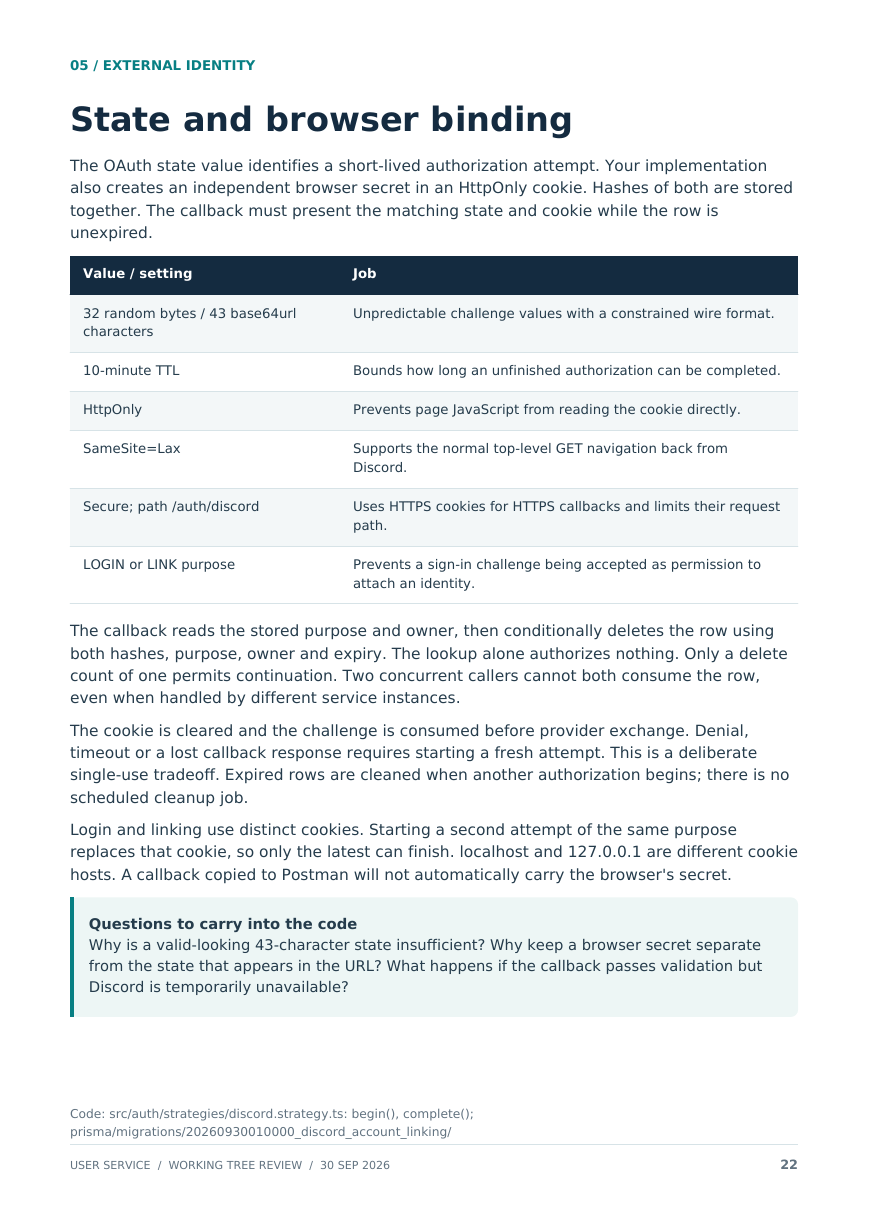 05 / EXTERNAL IDENTITY
State and browser binding
The OAuth state value identifies a short-lived authorization attempt. Your implementation
also creates an independent browser secret in an HttpOnly cookie. Hashes of both are stored
together. The callback must present the matching state and cookie while the row is
unexpired.
Value / setting
Job
32 random bytes / 43 base64url
characters
Unpredictable challenge values with a constrained wire format.
10-minute TTL
Bounds how long an unfinished authorization can be completed.
HttpOnly
Prevents page JavaScript from reading the cookie directly.
SameSite=Lax
Supports the normal top-level GET navigation back from
Discord.
Secure; path /auth/discord
Uses HTTPS cookies for HTTPS callbacks and limits their request
path.
LOGIN or LINK purpose
Prevents a sign-in challenge being accepted as permission to
attach an identity.
The callback reads the stored purpose and owner, then conditionally deletes the row using
both hashes, purpose, owner and expiry. The lookup alone authorizes nothing. Only a delete
count of one permits continuation. Two concurrent callers cannot both consume the row,
even when handled by different service instances.
The cookie is cleared and the challenge is consumed before provider exchange. Denial,
timeout or a lost callback response requires starting a fresh attempt. This is a deliberate
single-use tradeoff. Expired rows are cleaned when another authorization begins; there is no
scheduled cleanup job.
Login and linking use distinct cookies. Starting a second attempt of the same purpose
replaces that cookie, so only the latest can finish. localhost and 127.0.0.1 are different cookie
hosts. A callback copied to Postman will not automatically carry the browser's secret.
Questions to carry into the code
Why is a valid-looking 43-character state insufficient? Why keep a browser secret separate
from the state that appears in the URL? What happens if the callback passes validation but
Discord is temporarily unavailable?
Code: src/auth/strategies/discord.strategy.ts: begin(), complete();
prisma/migrations/20260930010000_discord_account_linking/
USER SERVICE / WORKING TREE REVIEW / 30 SEP 2026
22